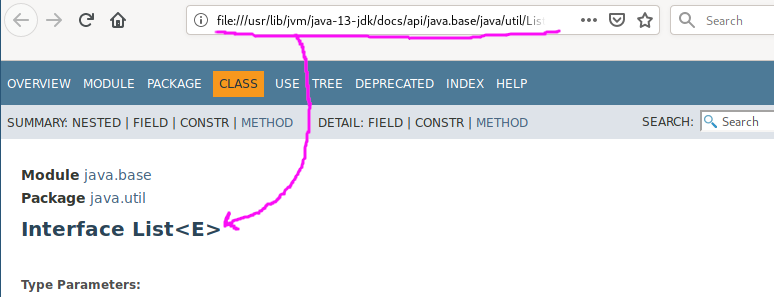 file:///usr/lib/jvm/java-13-jdk/docs/api/java.base/java/util/List
Search
OVERVIEW MODULE PACKAGE CLASS USE TREE DEPRECATED INDEX HELP
SUMMARY: NESTED | FIELD | CONSTR | METHOD DETAIL: FIELD | CONSTR | METHOD SEARCH: Search
Module java.base
Package java.util
Interface List<E>
Type Parameters: